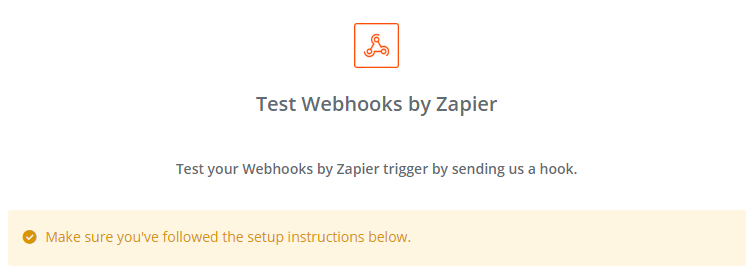 Test Webhooks by Zapier
Test your Webhooks by Zapier trigger by sending us a hook.
Make sure you've followed the setup instructions below.